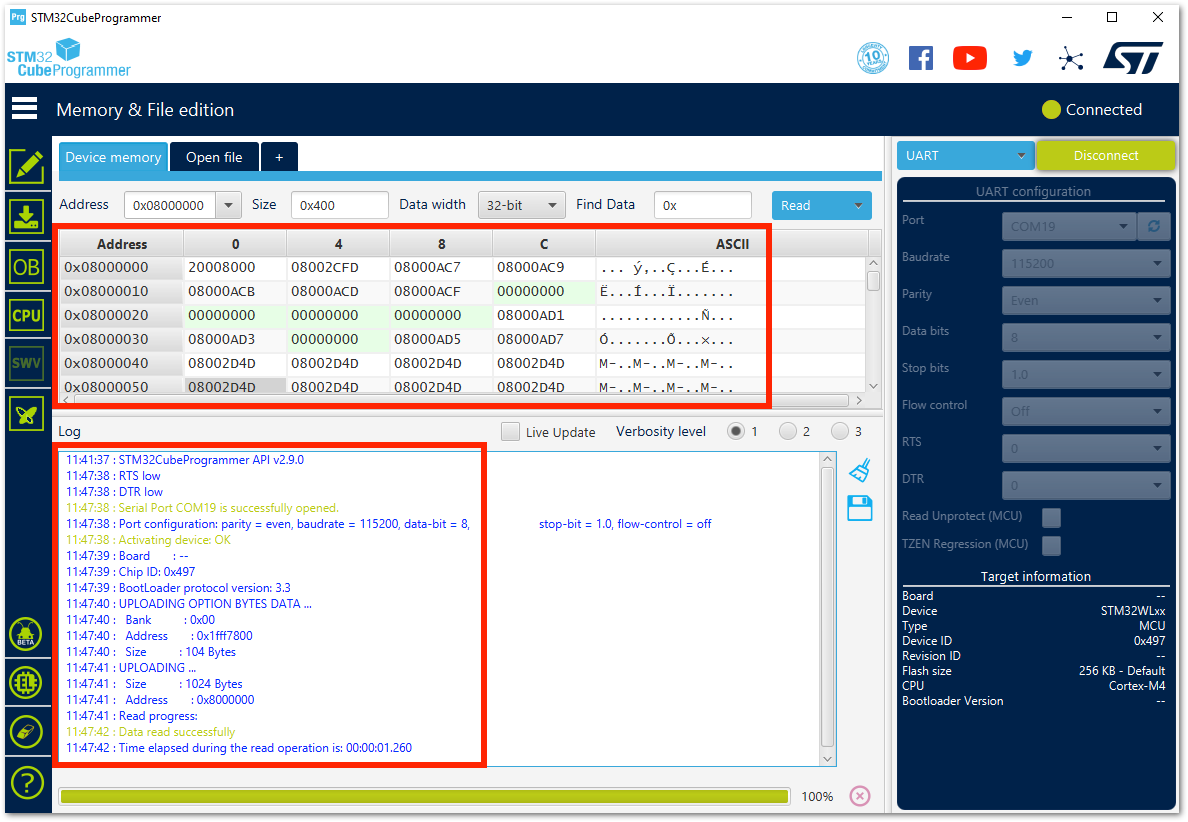 Prg STM32CubeProgrammer
STM32
CubeProgrammer
10 YEARS
Memory & File edition
Connected
Device memory Open file +
UART Disconnect
Address 0x08000000 Size 0x400 Data width 32-bit Find Data 0x Read
Address 0 4 8 C ASCII
0x08000000 20008000 08002CFD 08000AC7 08000AC9 ... ý,..Ç...É...
0x08000010 08000ACB 08000ACD 08000ACF 00000000 Ë...Í...Ï.......
0x08000020 00000000 00000000 00000000 08000AD1 ............Ñ...
0x08000030 08000AD3 00000000 08000AD5 08000AD7 Ó.......Õ...×...
0x08000040 08002D4D 08002D4D 08002D4D 08002D4D M-..M-..M-..M-..
0x08000050 08002D4D 08002D4D 08002D4D 08002D4D M-..M-..M-..M-..
OB
CPU
SWV
Log Live Update Verbosity level 1 2 3
11:41:37 : STM32CubeProgrammer API v2.9.0
11:47:38 : RTS low
11:47:38 : DTR low
11:47:38 : Serial Port COM19 is successfully opened.
11:47:38 : Port configuration: parity = even, baudrate = 115200, data-bit = 8, stop-bit = 1.0, flow-control = off
11:47:38 : Activating device: OK
11:47:39 : Board : --
11:47:39 : Chip ID: 0x497
11:47:39 : BootLoader protocol version: 3.3
11:47:40 : UPLOADING OPTION BYTES DATA ...
11:47:40 : Bank : 0x00
11:47:40 : Address : 0x1fff7800
11:47:40 : Size : 104 Bytes
11:47:41 : UPLOADING ...
11:47:41 : Size : 1024 Bytes
11:47:41 : Address : 0x8000000
11:47:41 : Read progress:
11:47:42 : Data read successfully
11:47:42 : Time elapsed during the read operation is: 00:00:01.260
100%
BETA
EL
?
UART configuration
Port COM19
Baudrate 115200
Parity Even
Data bits 8
Stop bits 1.0
Flow control Off
RTS 0
DTR 0
Read Unprotect (MCU)
TZEN Regression (MCU)
Target information
Board --
Device STM32WLxx
Type MCU
Device ID 0x497
Revision ID --
Flash size 256 KB - Default
CPU Cortex-M4
Bootloader Version --